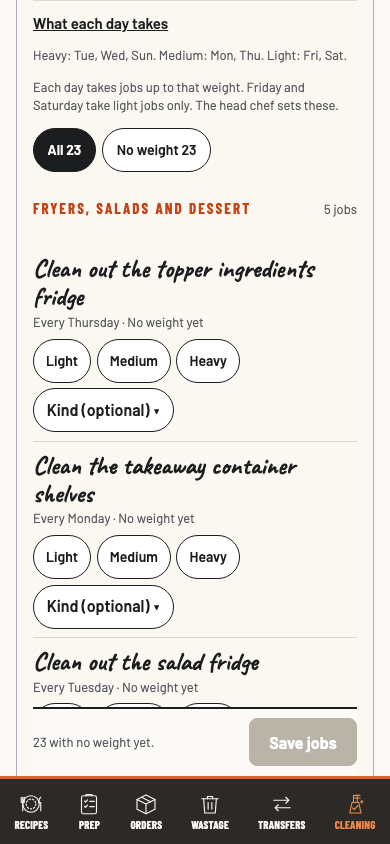 What each day takes
Heavy: Tue, Wed, Sun. Medium: Mon, Thu. Light: Fri, Sat.
Each day takes jobs up to that weight. Friday and
Saturday take light jobs only. The head chef sets these.
All 23 No weight 23
FRYERS, SALADS AND DESSERT 5 jobs
Clean out the topper ingredients
fridge
Every Thursday · No weight yet
Light Medium Heavy
Kind (optional) ▾
Clean the takeaway container
shelves
Every Monday · No weight yet
Light Medium Heavy
Kind (optional) ▾
Clean out the salad fridge
Every Tuesday · No weight yet
23 with no weight yet. Save jobs
RECIPES PREP ORDERS WASTAGE TRANSFERS CLEANING